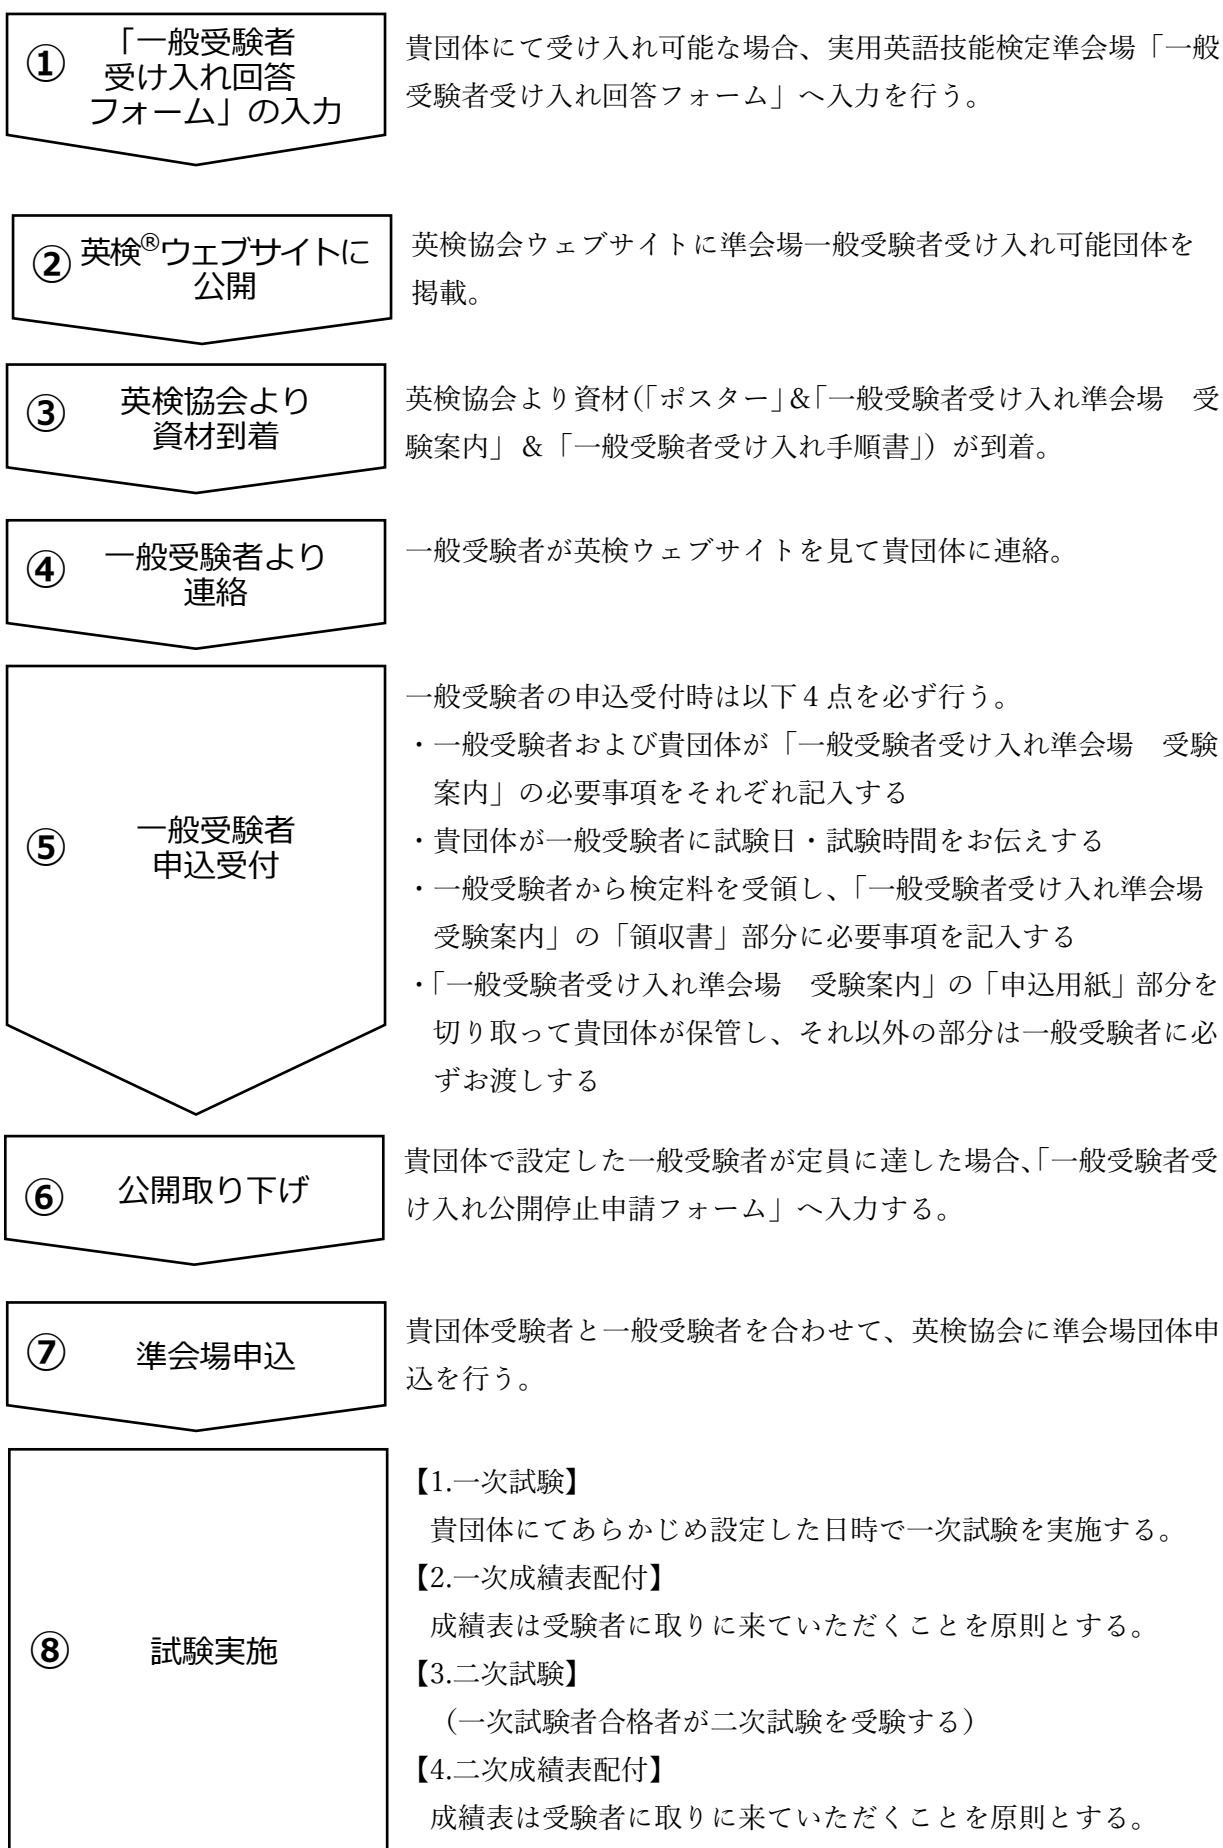 ① 「一般受験者
受け入れ回答
フォーム」の入力
貴団体にて受け入れ可能な場合、実用英語技能検定準会場「一般
受験者受け入れ回答フォーム」へ入力を行う。
② 英検®ウェブサイトに
公開
英検協会ウェブサイトに準会場一般受験者受け入れ可能団体を
掲載。
③ 英検協会より
資材到着
英検協会より資材(「ポスター」&「一般受験者受け入れ準会場　受
験案内」&「一般受験者受け入れ手順書」）が到着。
④ 一般受験者より
連絡
一般受験者が英検ウェブサイトを見て貴団体に連絡。
⑤ 一般受験者
申込受付
一般受験者の申込受付時は以下４点を必ず行う。
・一般受験者および貴団体が「一般受験者受け入れ準会場　受験
案内」の必要事項をそれぞれ記入する
・貴団体が一般受験者に試験日・試験時間をお伝えする
・一般受験者から検定料を受領し、「一般受験者受け入れ準会場
受験案内」の「領収書」部分に必要事項を記入する
・「一般受験者受け入れ準会場　受験案内」の「申込用紙」部分を
切り取って貴団体が保管し、それ以外の部分は一般受験者に必
ずお渡しする
⑥ 公開取り下げ
貴団体で設定した一般受験者が定員に達した場合、「一般受験者受
け入れ公開停止申請フォーム」へ入力する。
⑦ 準会場申込
貴団体受験者と一般受験者を合わせて、英検協会に準会場団体申
込を行う。
⑧ 試験実施
【1.一次試験】
貴団体にてあらかじめ設定した日時で一次試験を実施する。
【2.一次成績表配付】
成績表は受験者に取りに来ていただくことを原則とする。
【3.二次試験】
（一次試験者合格者が二次試験を受験する）
【4.二次成績表配付】
成績表は受験者に取りに来ていただくことを原則とする。